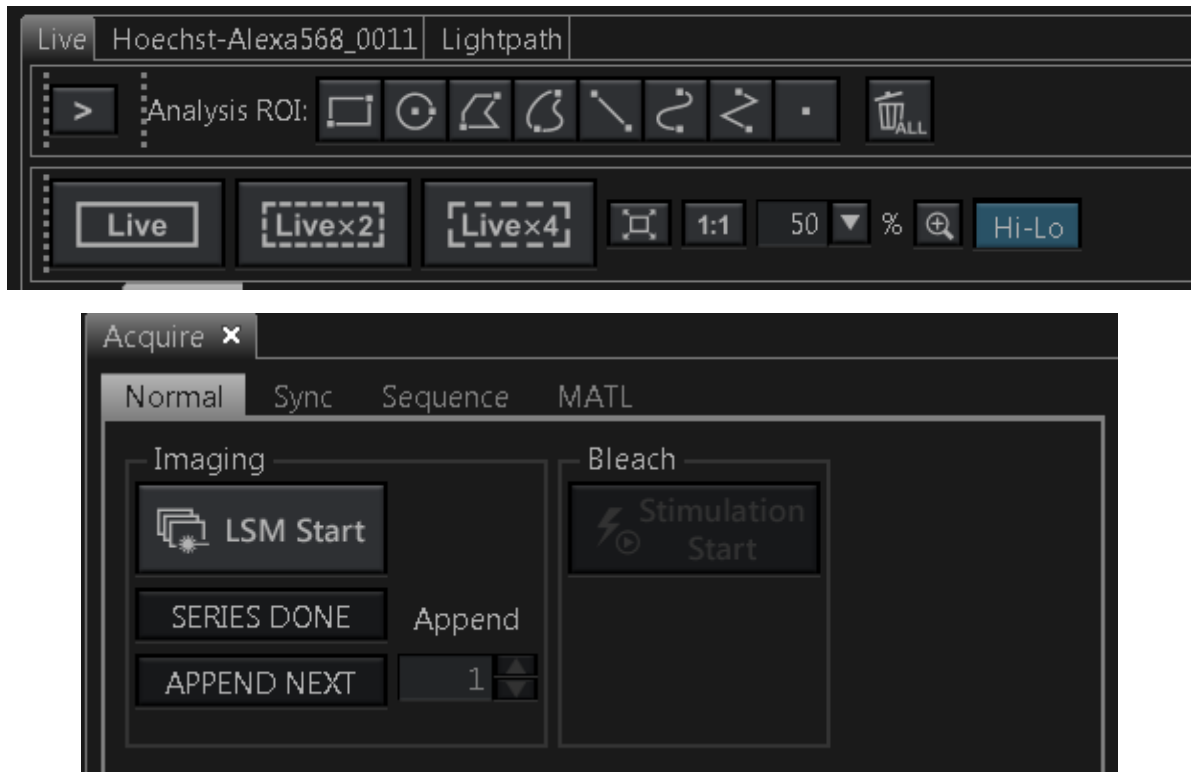 Live Hoechst-Alexa568_0011 Lightpath
> Analysis ROI: ALL
Live Live×2 Live×4 1:1 50 % Hi-Lo
Acquire ×
Normal Sync Sequence MATL
Imaging Bleach
LSM Start Stimulation
Start
SERIES DONE Append
APPEND NEXT 1